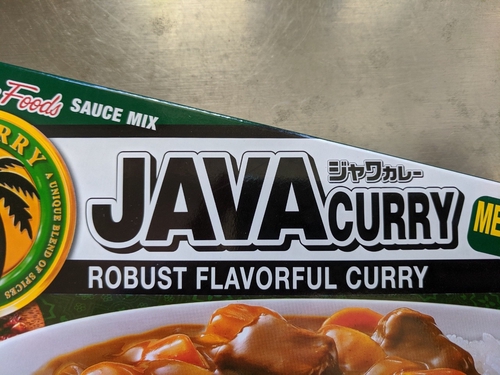 Foods SAUCE MIX
A UNIQUE BLEND OF SPICES
JAVA
ジャワカレー
CURRY
ROBUST FLAVORFUL CURRY